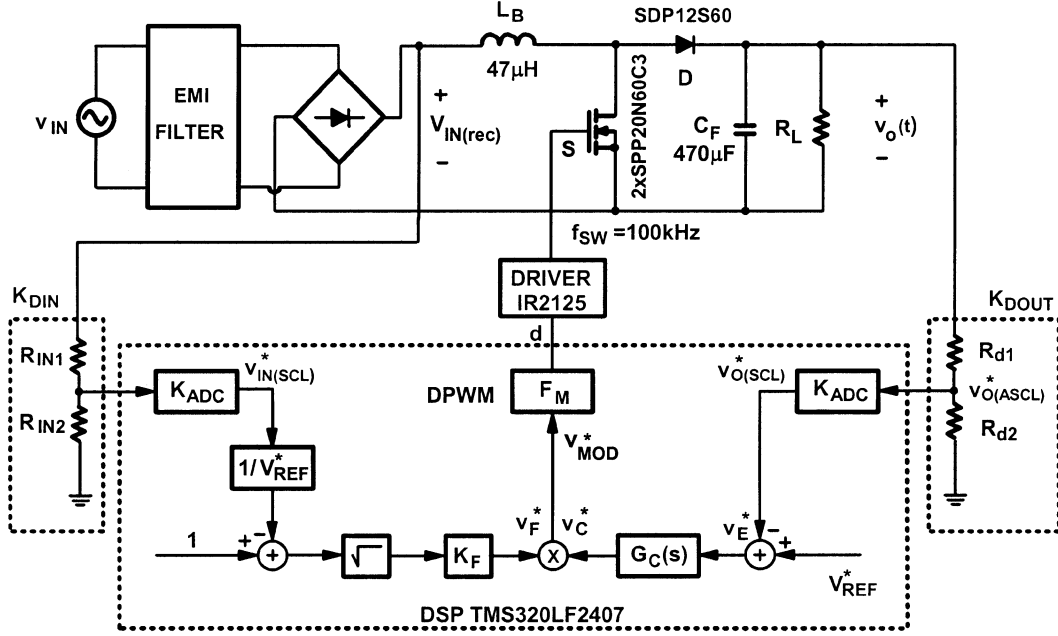 L_B
SDP12S60
47μH
D
EMI
FILTER
v_IN
+
V_IN(rec)
−
S
2xSPP20N60C3
C_F
470μF
R_L
+
v_o(t)
−
f_SW =100kHz
DRIVER
IR2125
K_DIN
K_DOUT
d
R_IN1
R_IN2
K_ADC
v*_IN(SCL)
DPWM
F_M
v*_MOD
v*_O(SCL)
K_ADC
R_d1
v*_O(ASCL)
R_d2
1/V*_REF
v*_F
v*_C
v*_E
1
+
−
+
√
K_F
X
G_C(s)
−
+
+
V*_REF
DSP TMS320LF2407